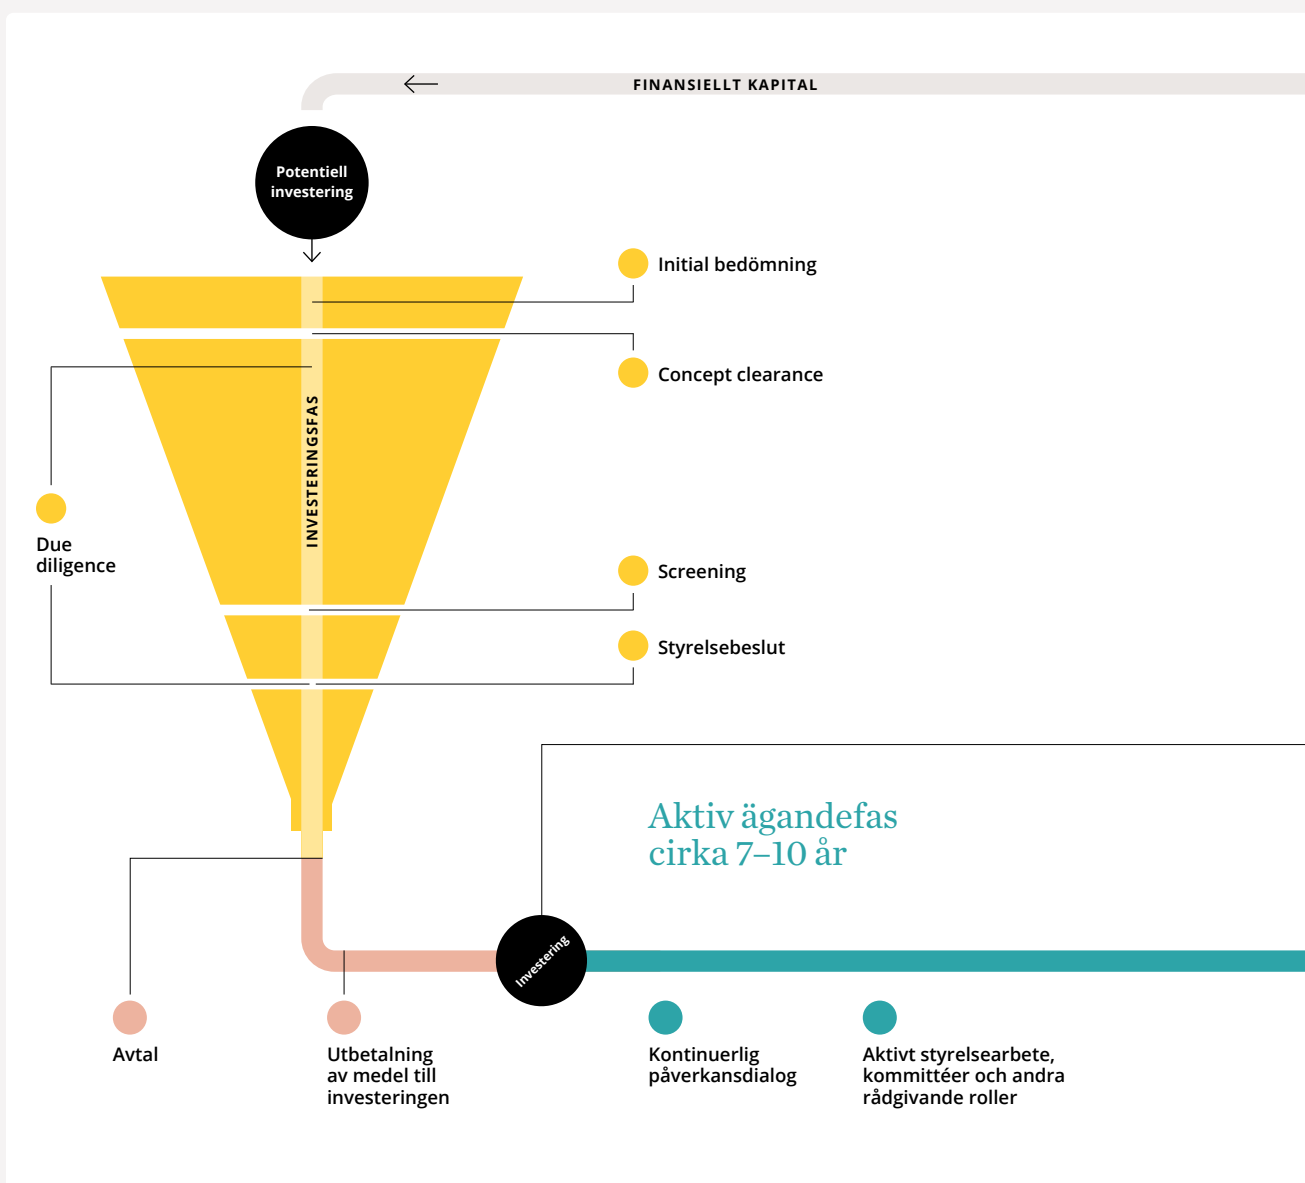 FINANSIELLT KAPITAL
Potentiell
investering
Initial bedömning
Concept clearance
INVESTERINGSFAS
Due
diligence
Screening
Styrelsebeslut
Aktiv ägandefas
cirka 7–10 år
Investering
Avtal
Utbetalning
av medel till
investeringen
Kontinuerlig
påverkansdialog
Aktivt styrelsearbete,
kommittéer och andra
rådgivande roller